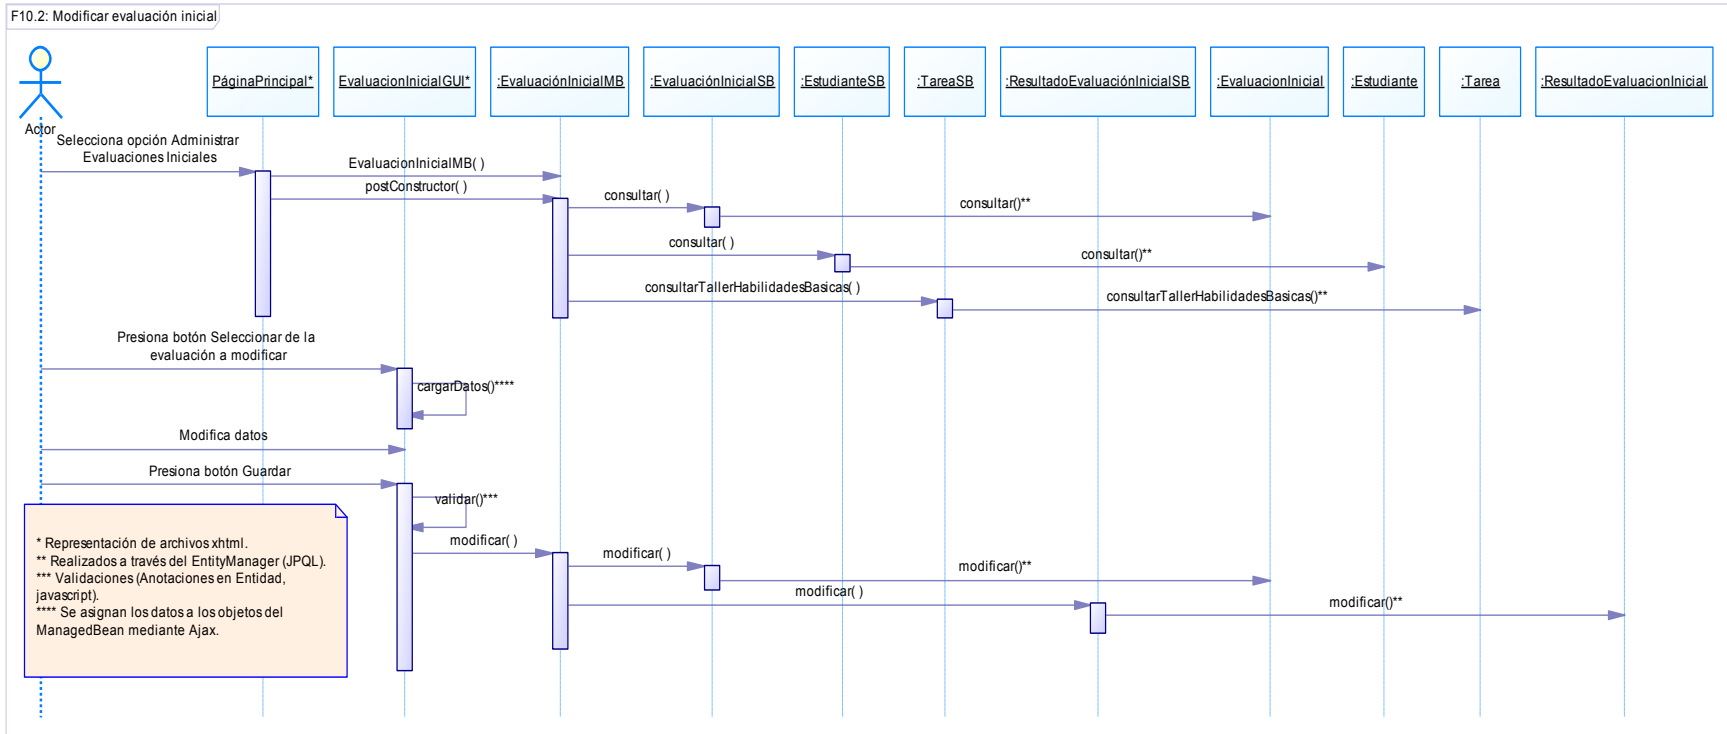 F10.2: Modificar evaluación inicial
PáginaPrincipal*
EvaluacionInicialGUI*
:EvaluaciónInicialMB
:EvaluaciónInicialSB
:EstudianteSB
:TareaSB
:ResultadoEvaluaciónInicialSB
:EvaluacionInicial
:Estudiante
:Tarea
:ResultadoEvaluacionInicial
Actor
Selecciona opción Administrar
Evaluaciones Iniciales
EvaluacionInicialMB( )
postConstructor( )
consultar( )
consultar()**
consultar( )
consultar()**
consultarTallerHabilidadesBasicas( )
consultarTallerHabilidadesBasicas()**
Presiona botón Seleccionar de la
evaluación a modificar
cargarDatos()****
Modifica datos
Presiona botón Guardar
validar()***
modificar( )
modificar( )
modificar()**
modificar( )
modificar()**
* Representación de archivos xhtml.
** Realizados a través del EntityManager (JPQL).
*** Validaciones (Anotaciones en Entidad,
javascript).
**** Se asignan los datos a los objetos del
ManagedBean mediante Ajax.